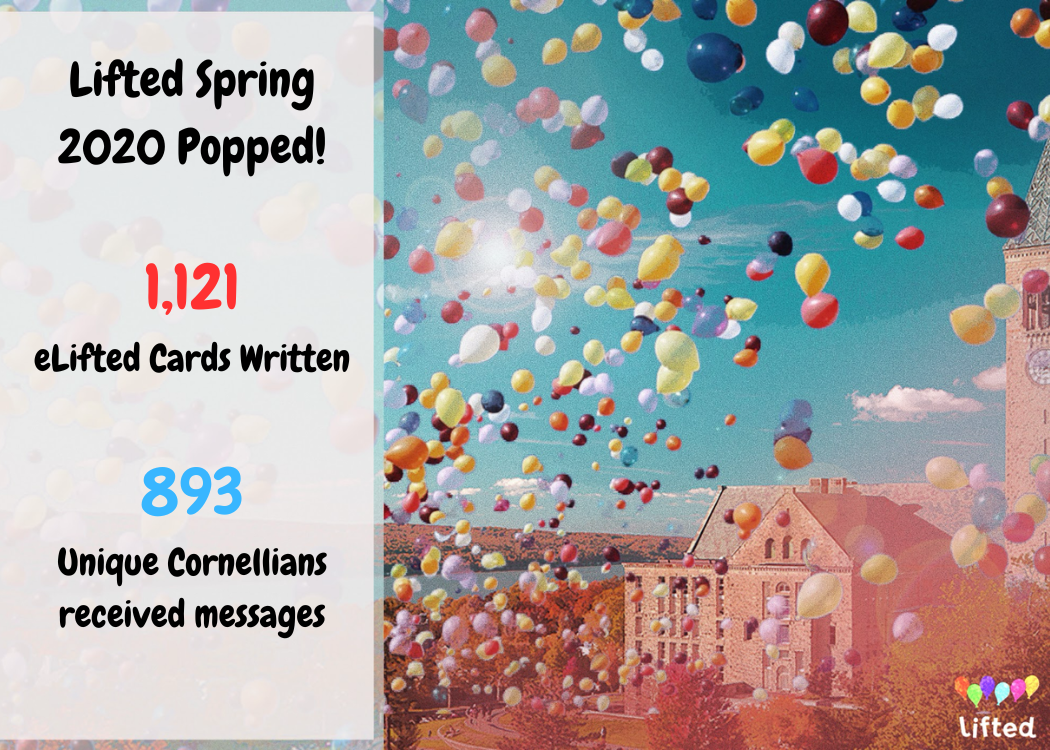 Lifted Spring
2020 Popped!
1,121
eLifted Cards Written
893
Unique Cornellians
received messages
lifted